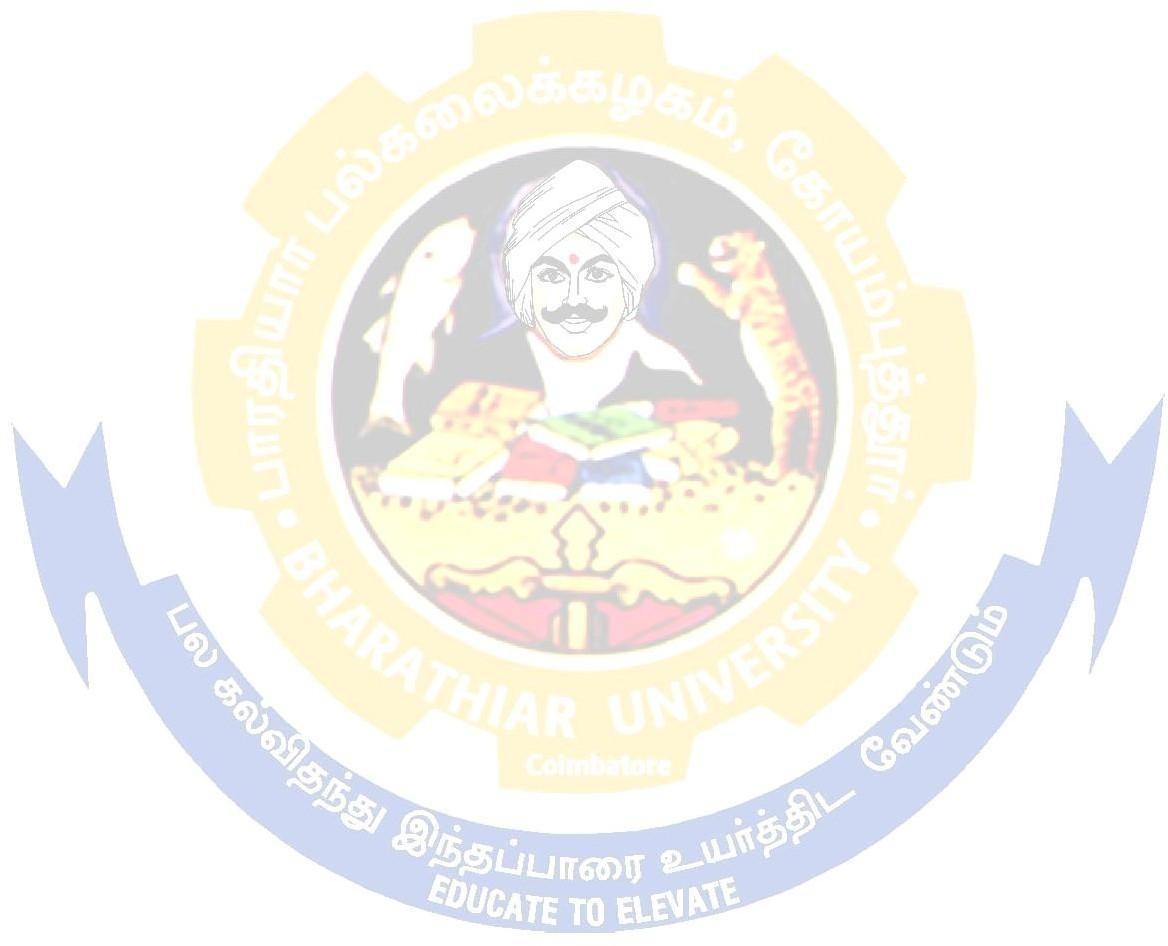 பாரதியார் பல்கலைக்கழகம், கோயம்புத்தூர்
BHARATHIAR UNIVERSITY
Coimbatore
பல கல்விதந்து இந்தப்பாரை உயர்த்திட வேண்டும்
EDUCATE TO ELEVATE